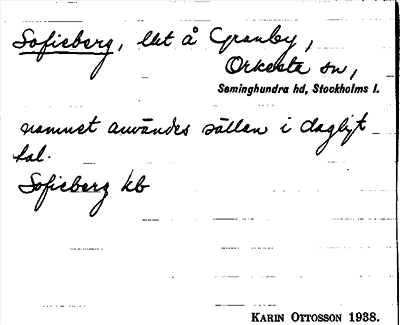 Sofieberg, lht å Granby,
Orkesta sn,
Seminghundra hd, Stockholms l.
namnet användes sällan i dagligt
tal.
Sofieberg kb
KARIN OTTOSSON 1938.